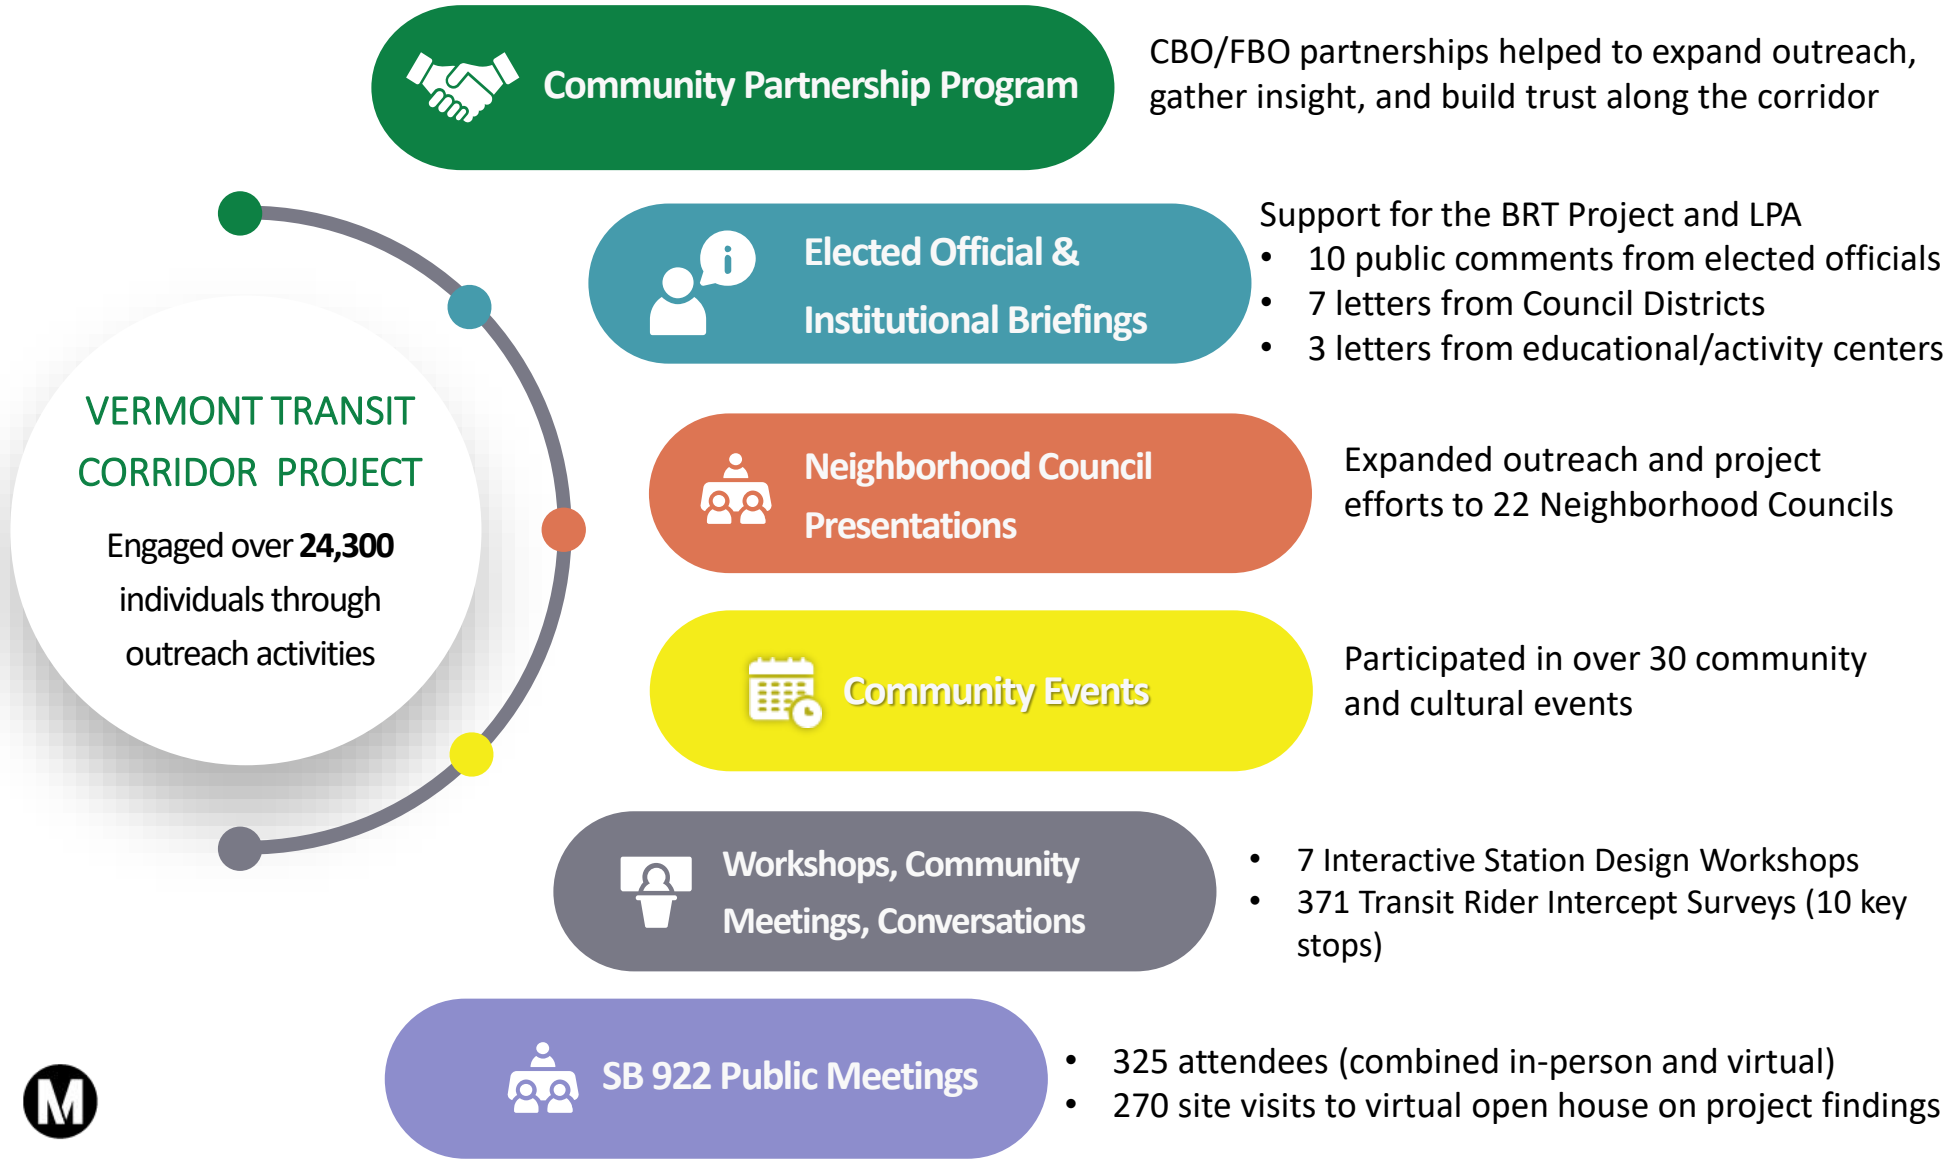 Community Partnership Program
CBO/FBO partnerships helped to expand outreach,
gather insight, and build trust along the corridor
Elected Official &
Institutional Briefings
Support for the BRT Project and LPA
• 10 public comments from elected officials
• 7 letters from Council Districts
• 3 letters from educational/activity centers
VERMONT TRANSIT
CORRIDOR PROJECT
Engaged over 24,300
individuals through
outreach activities
Neighborhood Council
Presentations
Expanded outreach and project
efforts to 22 Neighborhood Councils
Community Events
Participated in over 30 community
and cultural events
Workshops, Community
Meetings, Conversations
• 7 Interactive Station Design Workshops
• 371 Transit Rider Intercept Surveys (10 key
stops)
SB 922 Public Meetings
• 325 attendees (combined in-person and virtual)
• 270 site visits to virtual open house on project findings
M